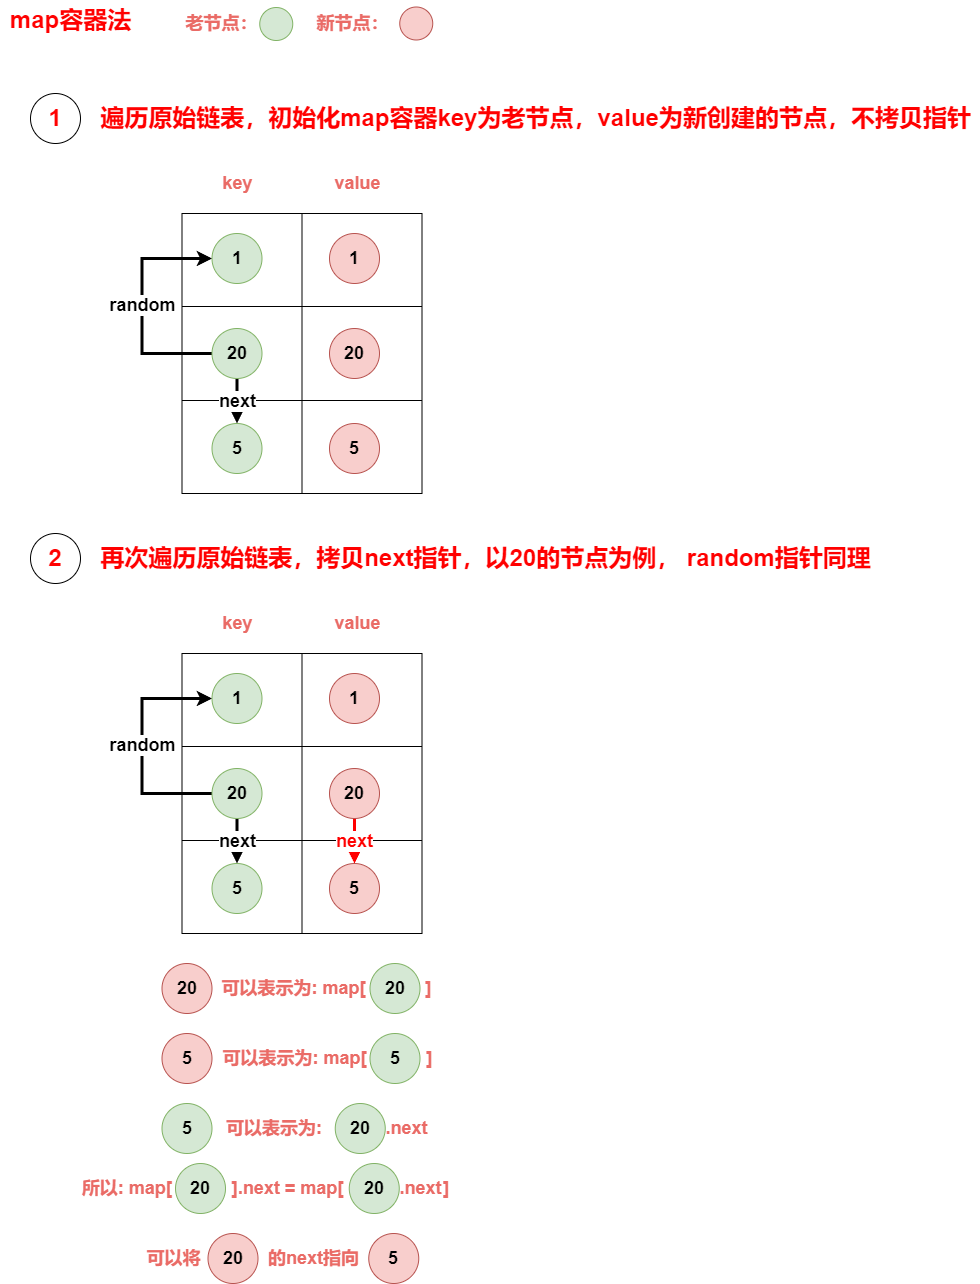 map容器法 老节点： 新节点：
1 遍历原始链表，初始化map容器key为老节点，value为新创建的节点，不拷贝指针
key value
1 1
random
20 20
next
5 5
2 再次遍历原始链表，拷贝next指针，以20的节点为例， random指针同理
key value
1 1
random
20 20
next next
5 5
20 可以表示为: map[ 20 ]
5 可以表示为: map[ 5 ]
5 可以表示为: 20 .next
所以: map[ 20 ].next = map[ 20 .next]
可以将 20 的next指向 5